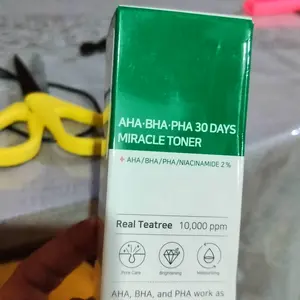 AHA·BHA·PHA 30 DAYS
MIRACLE TONER
+ AHA/BHA/PHA/NIACINAMIDE 2%
Real Teatree 10,000 ppm
Pore Care Brightening Moisturizing
AHA, BHA, and PHA work as